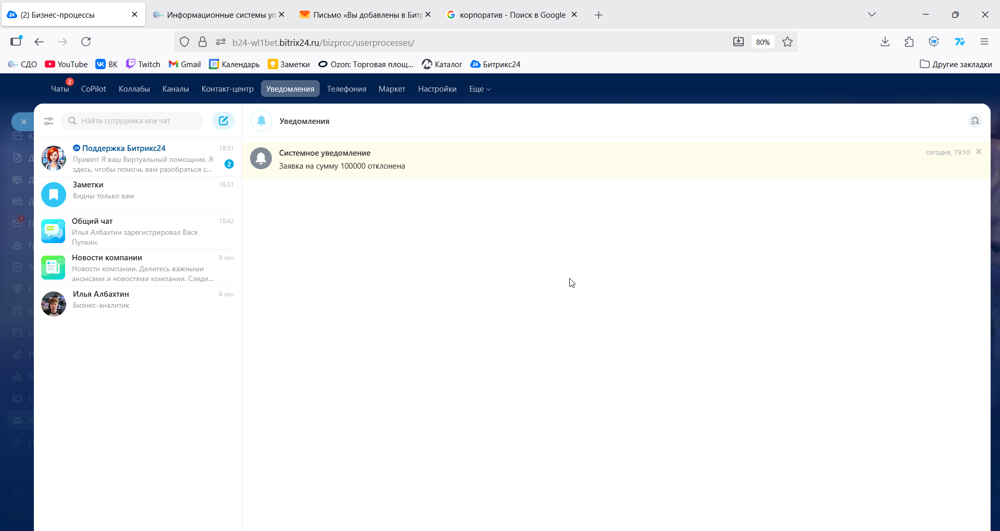 (2) Бизнес-процессы
Информационные системы уп
Письмо «Вы добавлены в Битр
корпоратив - Поиск в Google
b24-wl1bet.bitrix24.ru/bizproc/userprocesses/
80%
СДО
YouTube
ВК
Twitch
Gmail
Календарь
Заметки
Ozon: Торговая площ...
Каталог
Битрикс24
Другие закладки
Чаты
2
CoPilot
Коллабы
Каналы
Контакт-центр
Уведомления
Телефония
Маркет
Настройки
Еще
Найти сотрудника или чат
Поддержка Битрикс24
18:51
Привет! Я ваш Виртуальный помощник. Я
здесь, чтобы помочь вам разобраться с...
2
Заметки
18:51
Видны только вам
Общий чат
18:42
Илья Албахтин зарегистрировал Вася
Пупкин.
Новости компании
8 сен
Новости компании. Делитесь важными
анонсами и новостями компании. Следи...
Илья Албахтин
8 сен
Бизнес-аналитик
Уведомления
Системное уведомление
сегодня, 19:10
Заявка на сумму 100000 отклонена